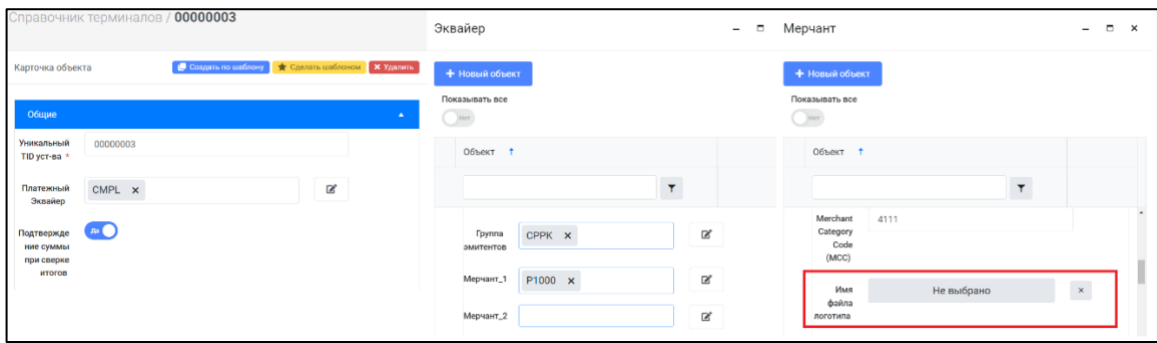 Справочник терминалов / 00000003
Карточка объекта
Создать по шаблону
Сделать шаблоном
Удалить
Общие
Уникальный
TID уст-ва *
00000003
Платежный
Эквайер
CMPL ×
Подтвержде
ние суммы
при сверке
итогов
Да
Эквайер
+ Новый объект
Показывать все
Нет
Объект ↑
Группа
эмитентов
CPPK ×
Мерчант_1
P1000 ×
Мерчант_2
Мерчант
+ Новый объект
Показывать все
Нет
Объект ↑
Merchant
Category
Code
(MCC)
4111
Имя
файла
логотипа
Не выбрано
×